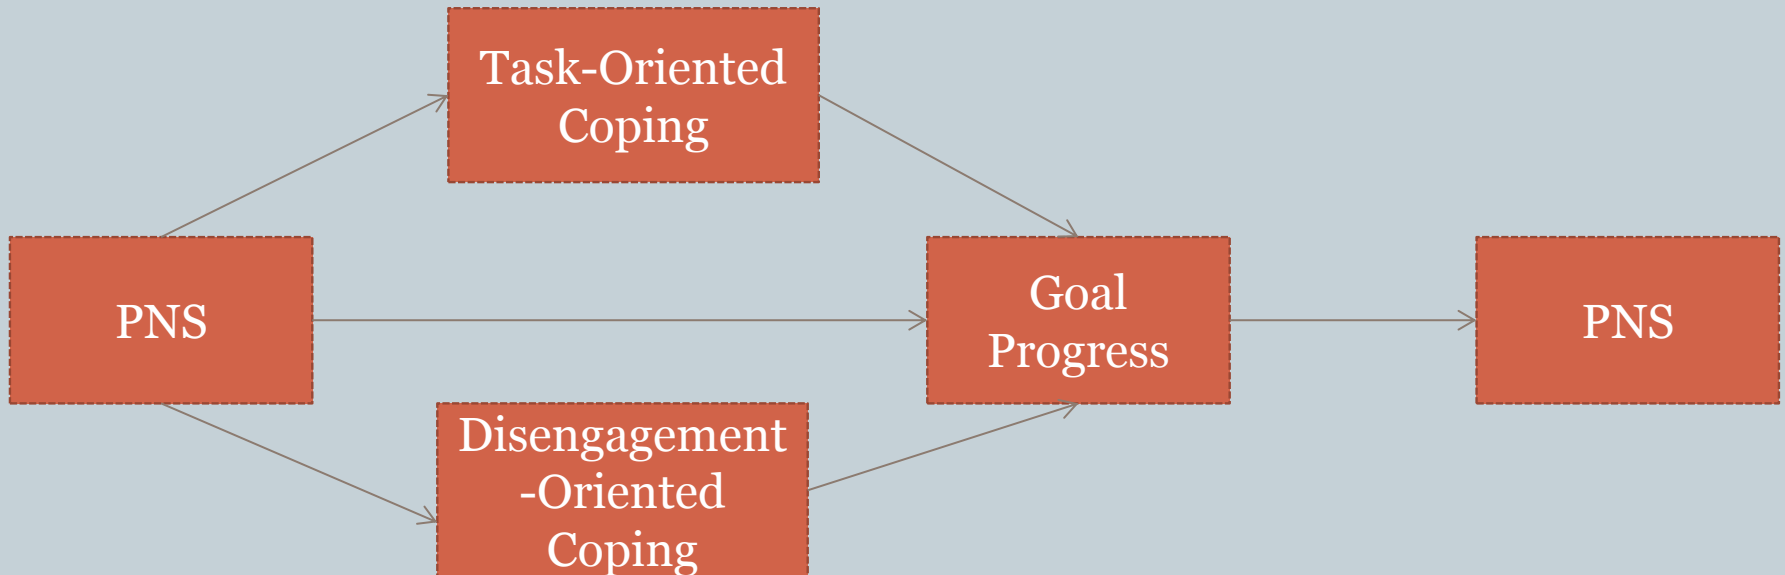 Task-Oriented
Coping
PNS
Goal
Progress
PNS
Disengagement
-Oriented
Coping